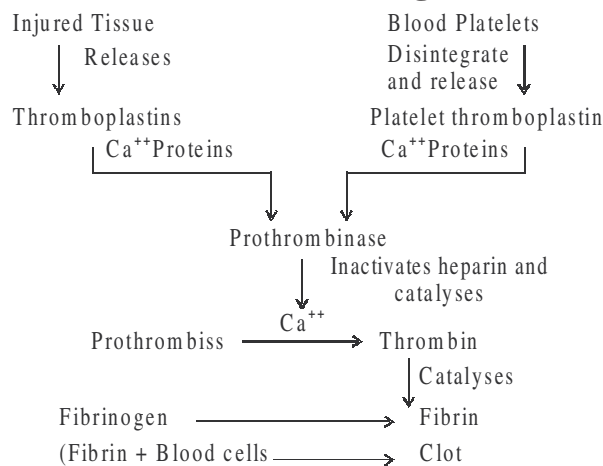 Injured Tissue Blood Platelets
Releases Disintegrate
and release
Thromboplastins Platelet thromboplastin
Ca++Proteins Ca++Proteins
Prothrombinase
Inactivates heparin and
catalyses
Ca++
Prothrombiss Thrombin
Catalyses
Fibrinogen Fibrin
(Fibrin + Blood cells Clot